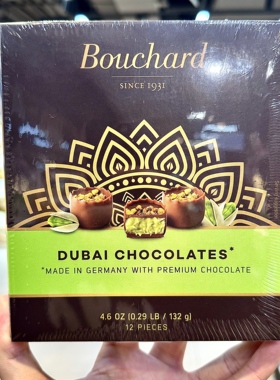 Bouchard
SINCE 1931
DUBAI CHOCOLATES*
*MADE IN GERMANY WITH PREMIUM CHOCOLATE
4.6 OZ (0.29 LB / 132 g)
12 PIECES